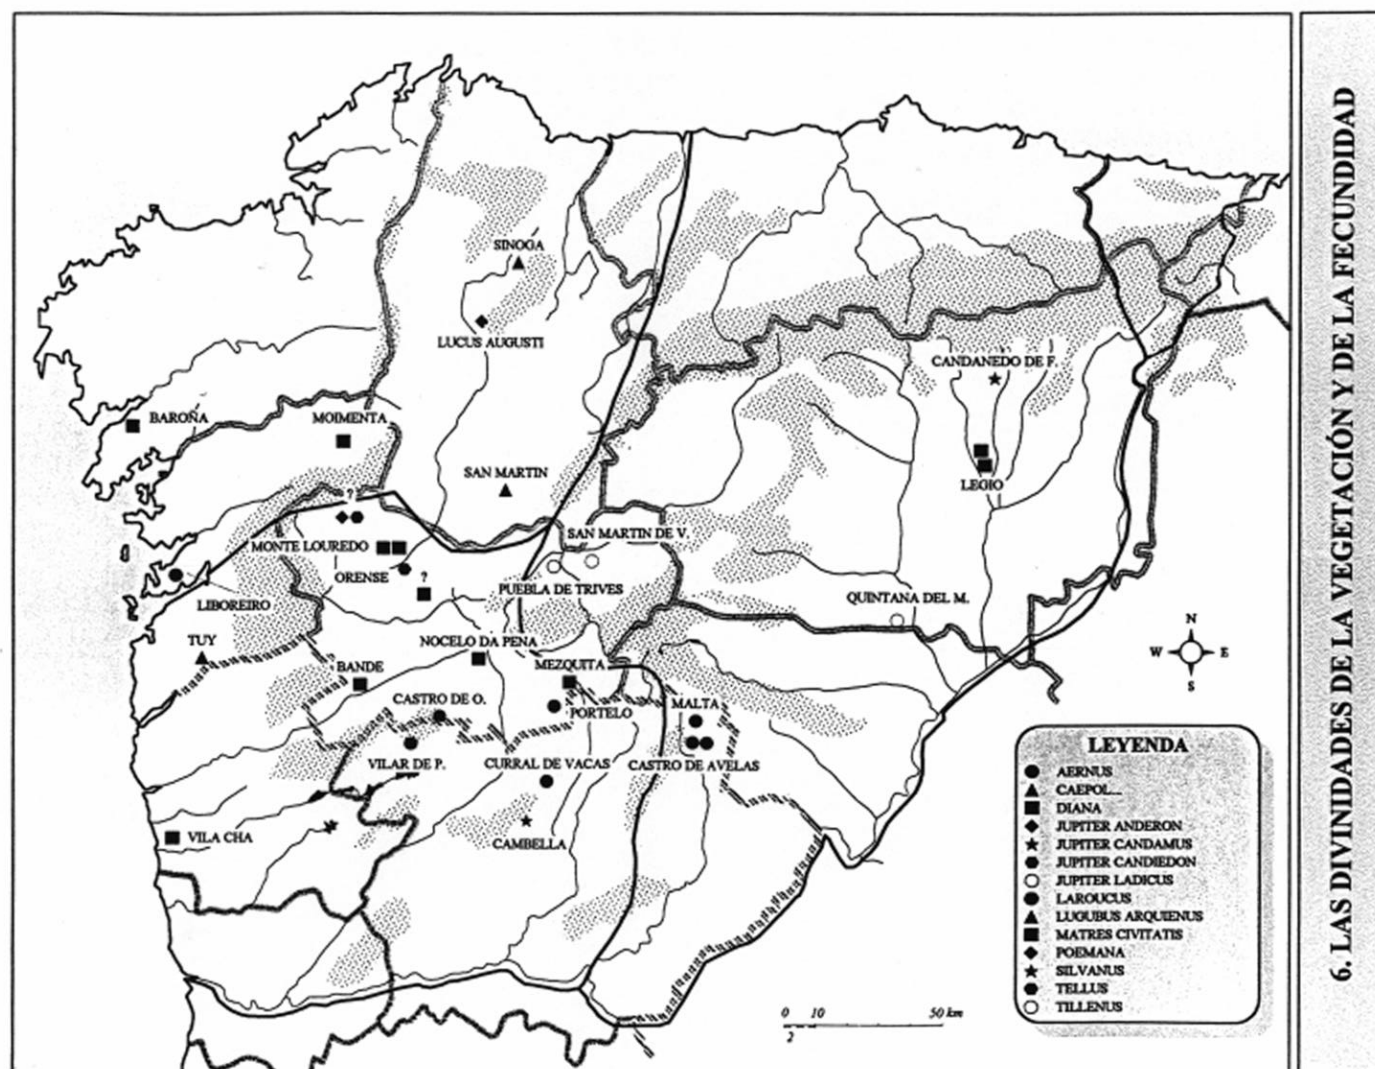 6. LAS DIVINIDADES DE LA VEGETACIÓN Y DE LA FECUNDIDAD
SINOGA
LUCUS AUGUSTI
CANDANEDO DE F.
BAROÑA
MOIMENTA
SAN MARTIN
LEGIO
?
SAN MARTIN DE V.
MONTE LOUREDO
ORENSE
?
PUEBLA DE TRIVES
LIBOREIRO
QUINTANA DEL M.
TUY
NOCELO DA PENA
BANDE
MEZQUITA
CASTRO DE O.
PORTELO
MALTA
VILAR DE P.
CURRAL DE VACAS
CASTRO DE AVELAS
VILA CHA
CAMBELLA
N
W
E
S
LEYENDA
AERNUS
CAEPOL...
DIANA
JUPITER ANDERON
JUPITER CANDAMUS
JUPITER CANDIEDON
JUPITER LADICUS
LAROUCUS
LUGUBUS ARQUIENUS
MATRES CIVITATIS
POEMANA
SILVANUS
TELLUS
TILLENUS
0 10 50 km
2